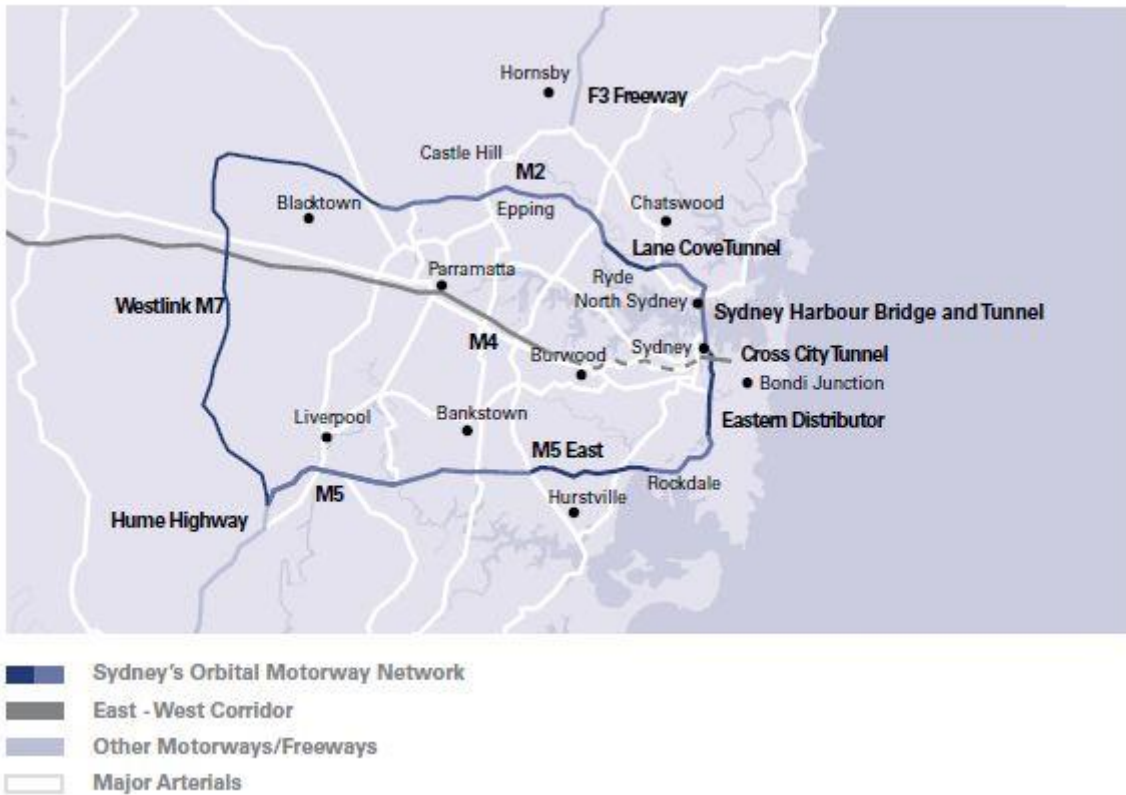 Hornsby
F3 Freeway
Castle Hill
M2
Blacktown
Epping
Chatswood
Lane Cove Tunnel
Parramatta
Ryde
Westlink M7
North Sydney
Sydney Harbour Bridge and Tunnel
M4
Sydney
Burwood
Cross City Tunnel
Bondi Junction
Liverpool
Bankstown
Eastern Distributor
M5 East
M5
Rockdale
Hurstville
Hume Highway
Sydney's Orbital Motorway Network
East - West Corridor
Other Motorways/Freeways
Major Arterials